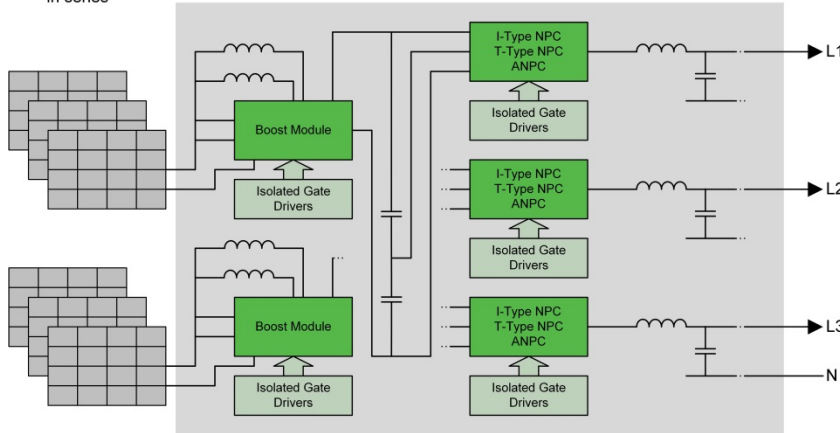 in series
I-Type NPC
T-Type NPC
ANPC
L1
Isolated Gate
Drivers
Boost Module
Isolated Gate
Drivers
I-Type NPC
T-Type NPC
ANPC
L2
Isolated Gate
Drivers
Boost Module
Isolated Gate
Drivers
I-Type NPC
T-Type NPC
ANPC
L3
N
Isolated Gate
Drivers